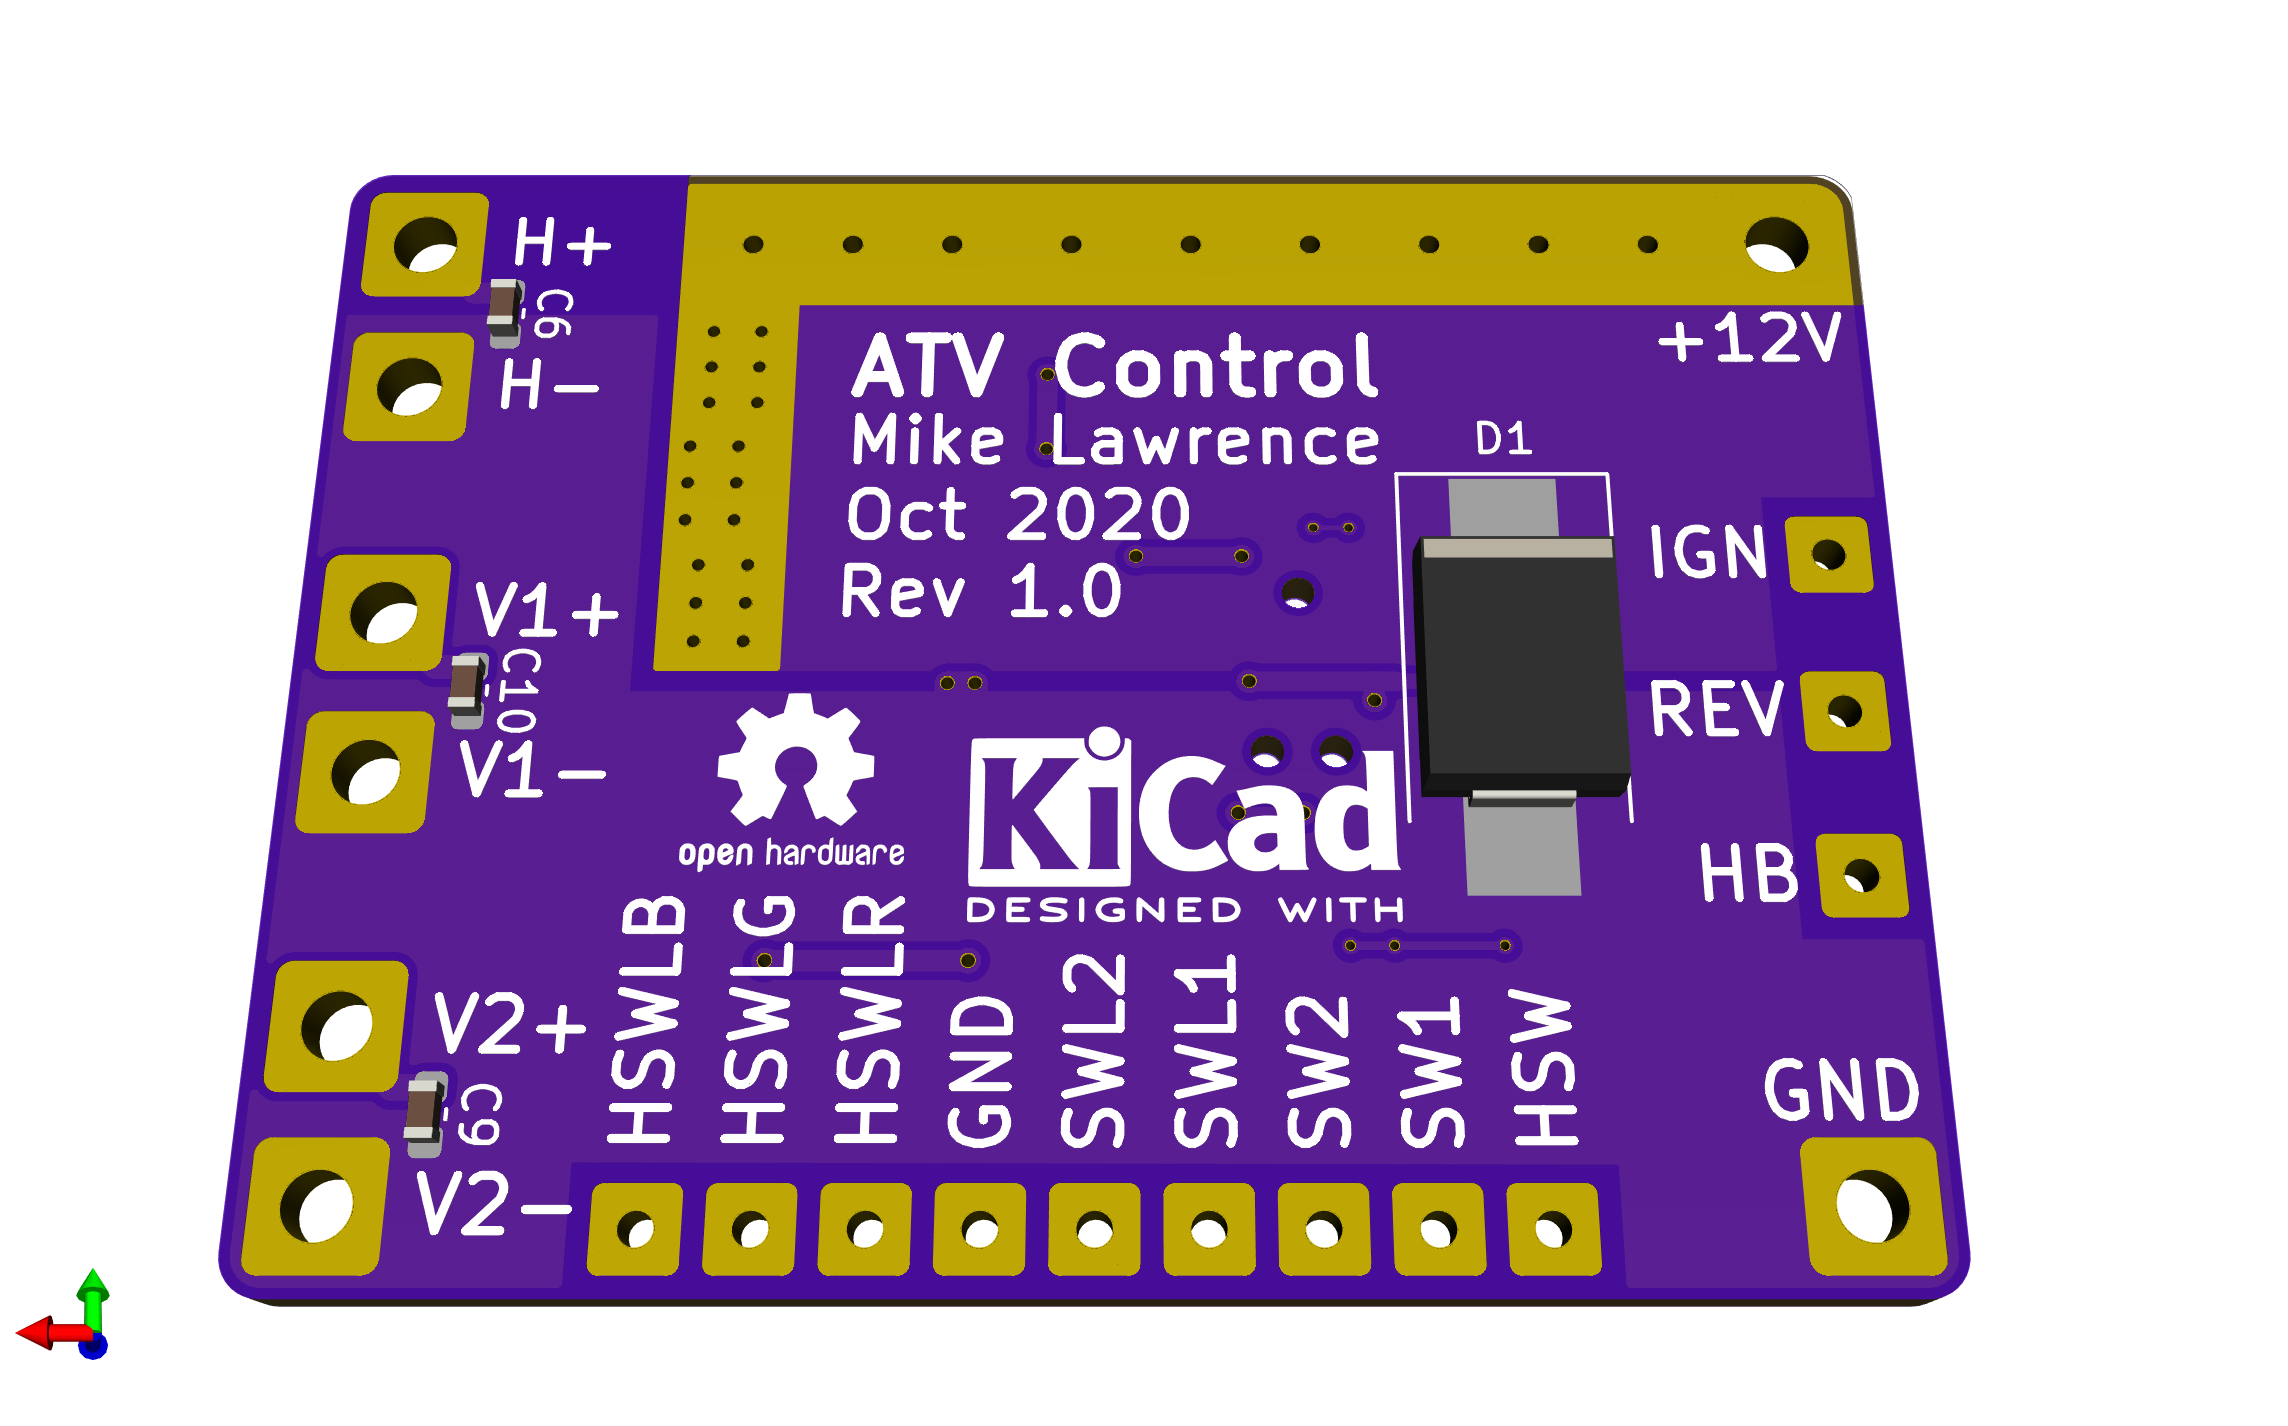 H+
C6
H-
+12V
ATV Control
Mike Lawrence
Oct 2020
Rev 1.0
D1
IGN
V1+
C10
V1-
REV
open hardware
KiCad
DESIGNED WITH
HB
V2+
C9
V2-
HSWLB
HSWLG
HSWLR
GND
SWL2
SWL1
SW2
SW1
HSW
GND